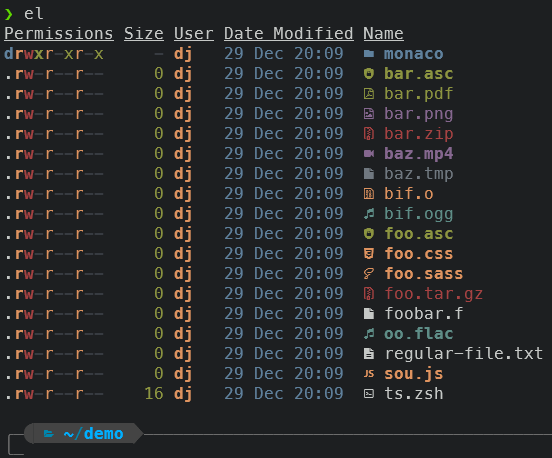 ❯ el
Permissions Size User Date Modified Name
drwxr-xr-x - dj 29 Dec 20:09 monaco
.rw-r--r-- 0 dj 29 Dec 20:09 bar.asc
.rw-r--r-- 0 dj 29 Dec 20:09 bar.pdf
.rw-r--r-- 0 dj 29 Dec 20:09 bar.png
.rw-r--r-- 0 dj 29 Dec 20:09 bar.zip
.rw-r--r-- 0 dj 29 Dec 20:09 baz.mp4
.rw-r--r-- 0 dj 29 Dec 20:09 baz.tmp
.rw-r--r-- 0 dj 29 Dec 20:09 bif.o
.rw-r--r-- 0 dj 29 Dec 20:09 bif.ogg
.rw-r--r-- 0 dj 29 Dec 20:09 foo.asc
.rw-r--r-- 0 dj 29 Dec 20:09 foo.css
.rw-r--r-- 0 dj 29 Dec 20:09 foo.sass
.rw-r--r-- 0 dj 29 Dec 20:09 foo.tar.gz
.rw-r--r-- 0 dj 29 Dec 20:09 foobar.f
.rw-r--r-- 0 dj 29 Dec 20:09 oo.flac
.rw-r--r-- 0 dj 29 Dec 20:09 regular-file.txt
.rw-r--r-- 0 dj 29 Dec 20:09 JS sou.js
.rw-r--r-- 16 dj 29 Dec 20:09 ts.zsh
~/demo